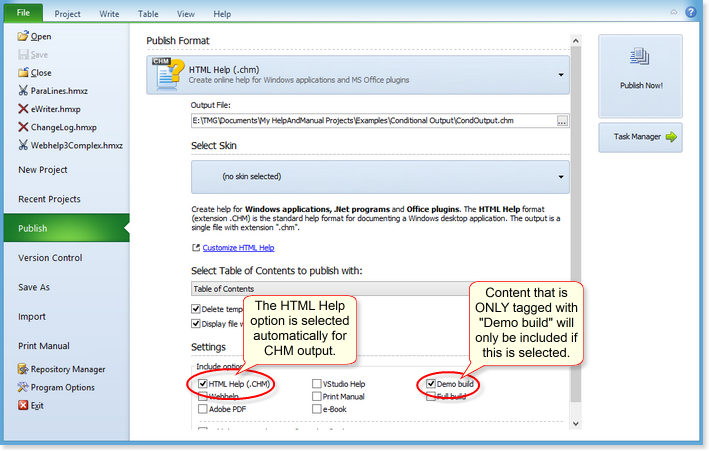 File Project Write Table View Help
Open
Save
Close
ParaLines.hmxz
eWriter.hmxp
ChangeLog.hmxp
Webhelp3Complex.hmxz
New Project
Recent Projects
Publish
Version Control
Save As
Import
Print Manual
Repository Manager
Program Options
Exit
Publish Format
CHM
HTML Help (.chm)
Create online help for Windows applications and MS Office plugins
Output File:
E:\TMG\Documents\My HelpAndManual Projects\Examples\Conditional Output\CondOutput.chm
...
Select Skin
(no skin selected)
Create help for Windows applications, .Net programs and Office plugins. The HTML Help format
(extension .CHM) is the standard help format for documenting a Windows desktop application. The output is a
single file with extension ".chm".
Customize HTML Help
Select Table of Contents to publish with:
Table of Contents
Delete temp
Display file w
Settings
Include option
HTML Help (.CHM) VStudio Help Demo build
Webhelp Print Manual Full build
Adobe PDF e-Book
The HTML Help
option is selected
automatically for
CHM output.
Content that is
ONLY tagged with
"Demo build" will
only be included if
this is selected.
Publish Now!
Task Manager